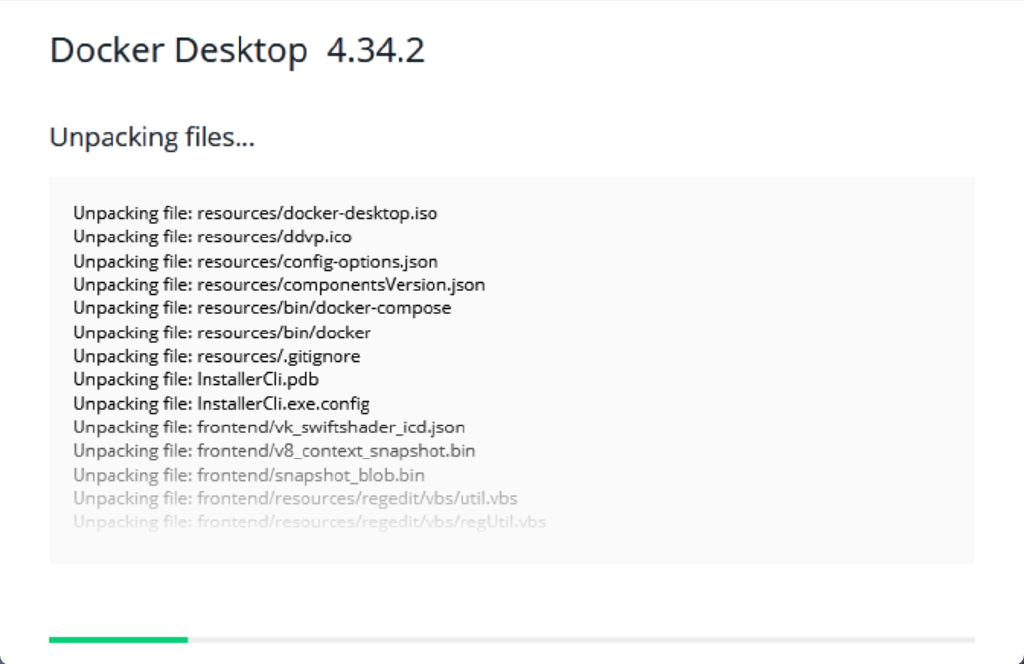 Docker Desktop 4.34.2
Unpacking files...
Unpacking file: resources/docker-desktop.iso
Unpacking file: resources/ddvp.ico
Unpacking file: resources/config-options.json
Unpacking file: resources/componentsVersion.json
Unpacking file: resources/bin/docker-compose
Unpacking file: resources/bin/docker
Unpacking file: resources/.gitignore
Unpacking file: InstallerCli.pdb
Unpacking file: InstallerCli.exe.config
Unpacking file: frontend/vk_swiftshader_icd.json
Unpacking file: frontend/v8_context_snapshot.bin
Unpacking file: frontend/snapshot_blob.bin
Unpacking file: frontend/resources/regedit/vbs/util.vbs
Unpacking file: frontend/resources/regedit/vbs/regUtil.vbs